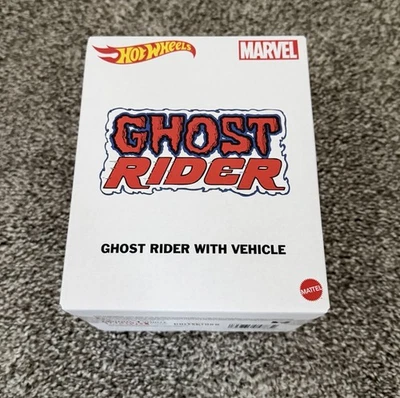 Hot Wheels
MARVEL
GHOST
RIDER
GHOST RIDER WITH VEHICLE
MATTEL